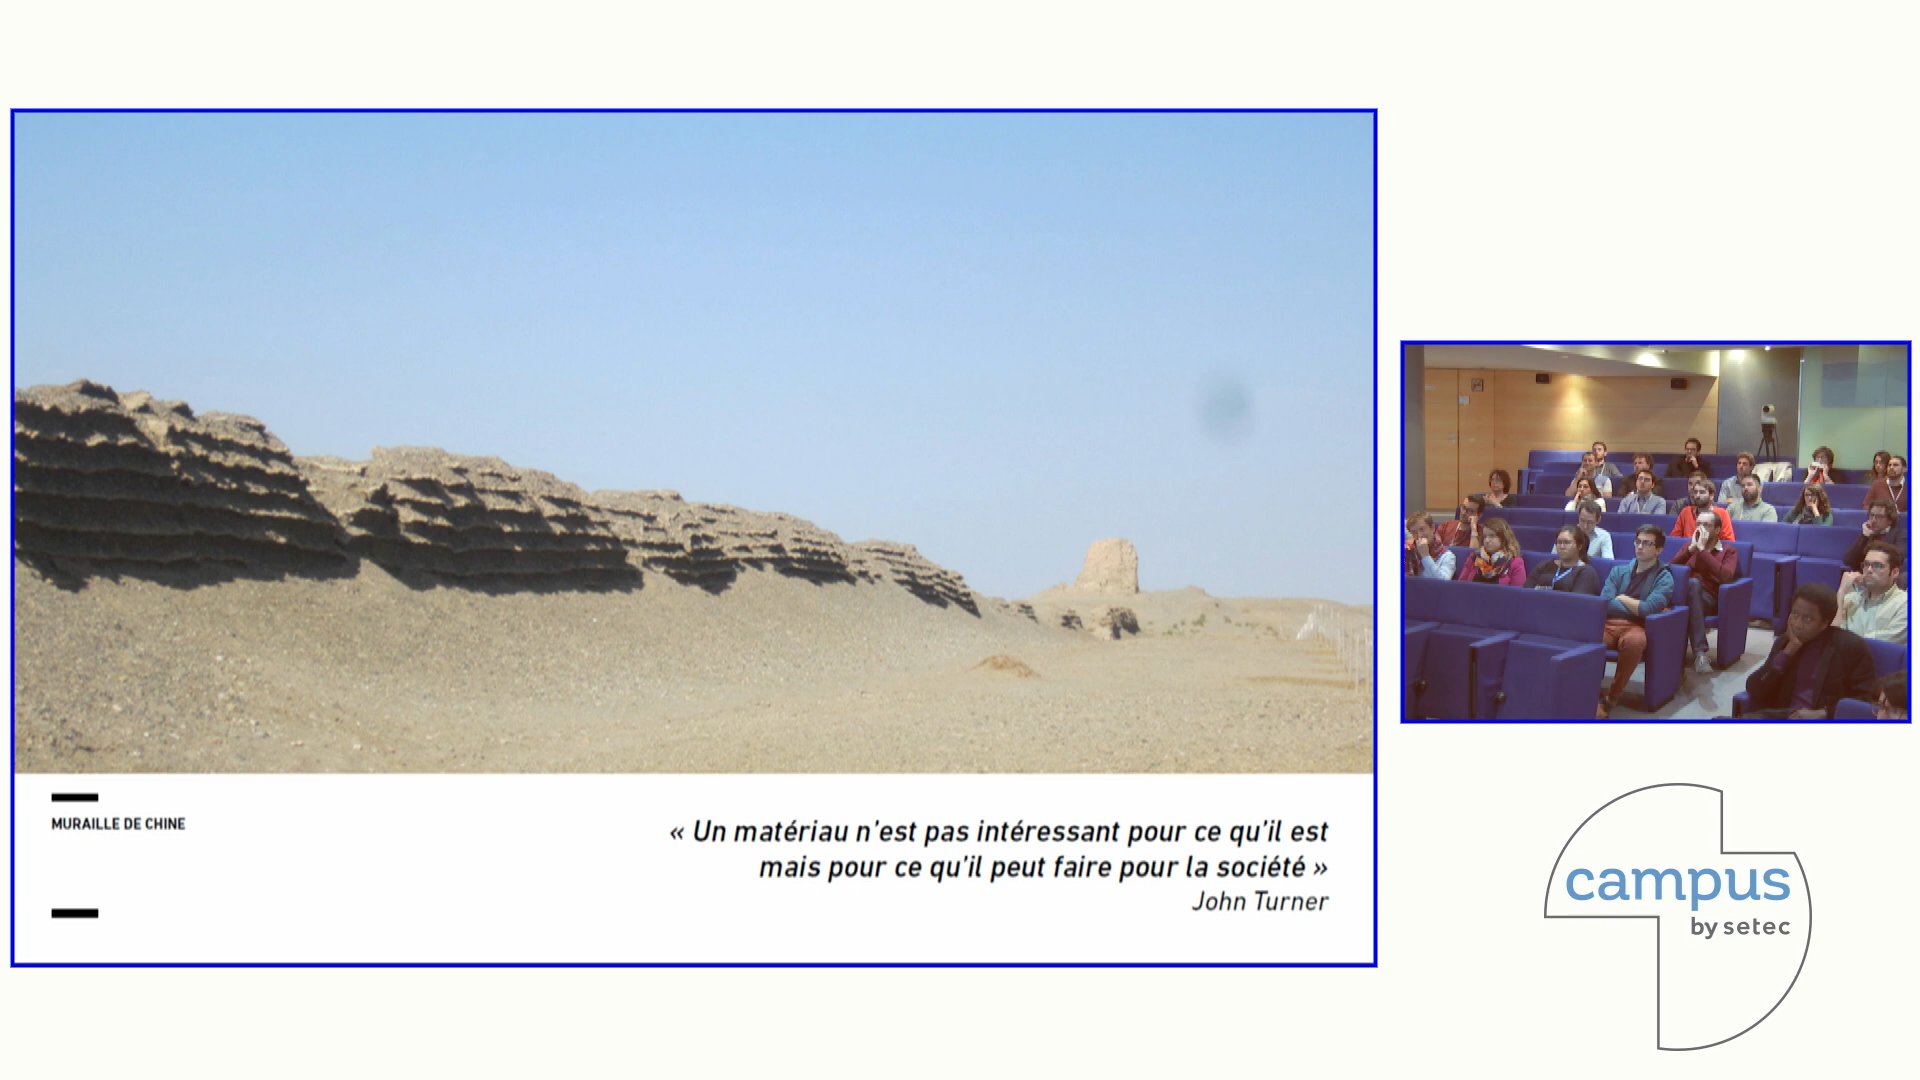 MURAILLE DE CHINE
« Un matériau n'est pas intéressant pour ce qu'il est
mais pour ce qu'il peut faire pour la société »
John Turner
campus
by setec